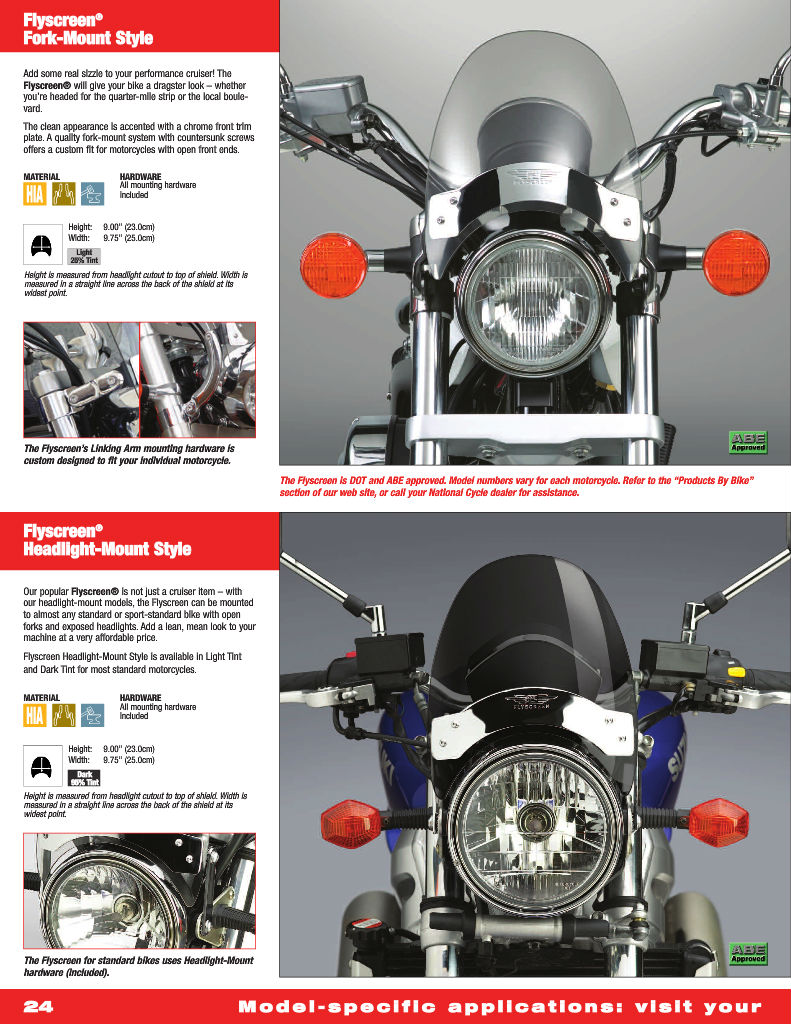 Flyscreen®
Fork-Mount Style
Add some real sizzle to your performance cruiser! The
Flyscreen® will give your bike a dragster look – whether
you're headed for the quarter-mile strip or the local boule-
vard.
The clean appearance is accented with a chrome front trim
plate. A quality fork-mount system with countersunk screws
offers a custom fit for motorcycles with open front ends.
MATERIAL
HIA
HARDWARE
All mounting hardware
Included
Height: 9.00" (23.0cm)
Width: 9.75" (25.0cm)
Light
25% Tint
Height is measured from headlight cutout to top of shield. Width is
measured in a straight line across the back of the shield at its
widest point.
The Flyscreen's Linking Arm mounting hardware is
custom designed to fit your individual motorcycle.
ABE
Approved
The Flyscreen is DOT and ABE approved. Model numbers vary for each motorcycle. Refer to the “Products By Bike”
section of our web site, or call your National Cycle dealer for assistance.
Flyscreen®
Headlight-Mount Style
Our popular Flyscreen® is not just a cruiser item – with
our headlight-mount models, the Flyscreen can be mounted
to almost any standard or sport-standard bike with open
forks and exposed headlights. Add a lean, mean look to your
machine at a very affordable price.
Flyscreen Headlight-Mount Style is available in Light Tint
and Dark Tint for most standard motorcycles.
MATERIAL
HIA
HARDWARE
All mounting hardware
Included
Height: 9.00" (23.0cm)
Width: 9.75" (25.0cm)
Dark
95% Tint
Height is measured from headlight cutout to top of shield. Width is
measured in a straight line across the back of the shield at its
widest point.
The Flyscreen for standard bikes uses Headlight-Mount
hardware (included).
FLYSCREEN
ABE
Approved
24
Model-specific applications: visit your